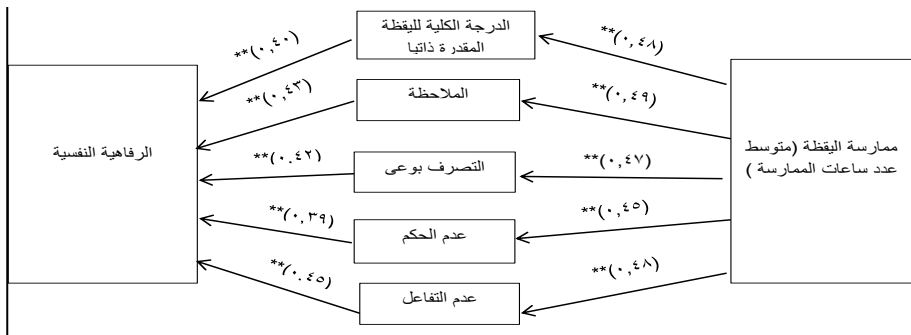 ممارسة اليقظة (متوسط
عدد ساعات الممارسة )
**(٠,٤٨)
**(٠,٤٩)
**(٠,٤٧)
**(٠,٤٥)
**(٠,٤٨)
الدرجة الكلية لليقظة
المقدرة ذاتبا
الملاحظة
التصرف بوعى
عدم الحكم
عدم التفاعل
**(٠,٤٠)
**(٠,٤٣)
**(٠.٤٢)
**(٠,٣٩)
**(٠.٤٥)
الرفاهية النفسية